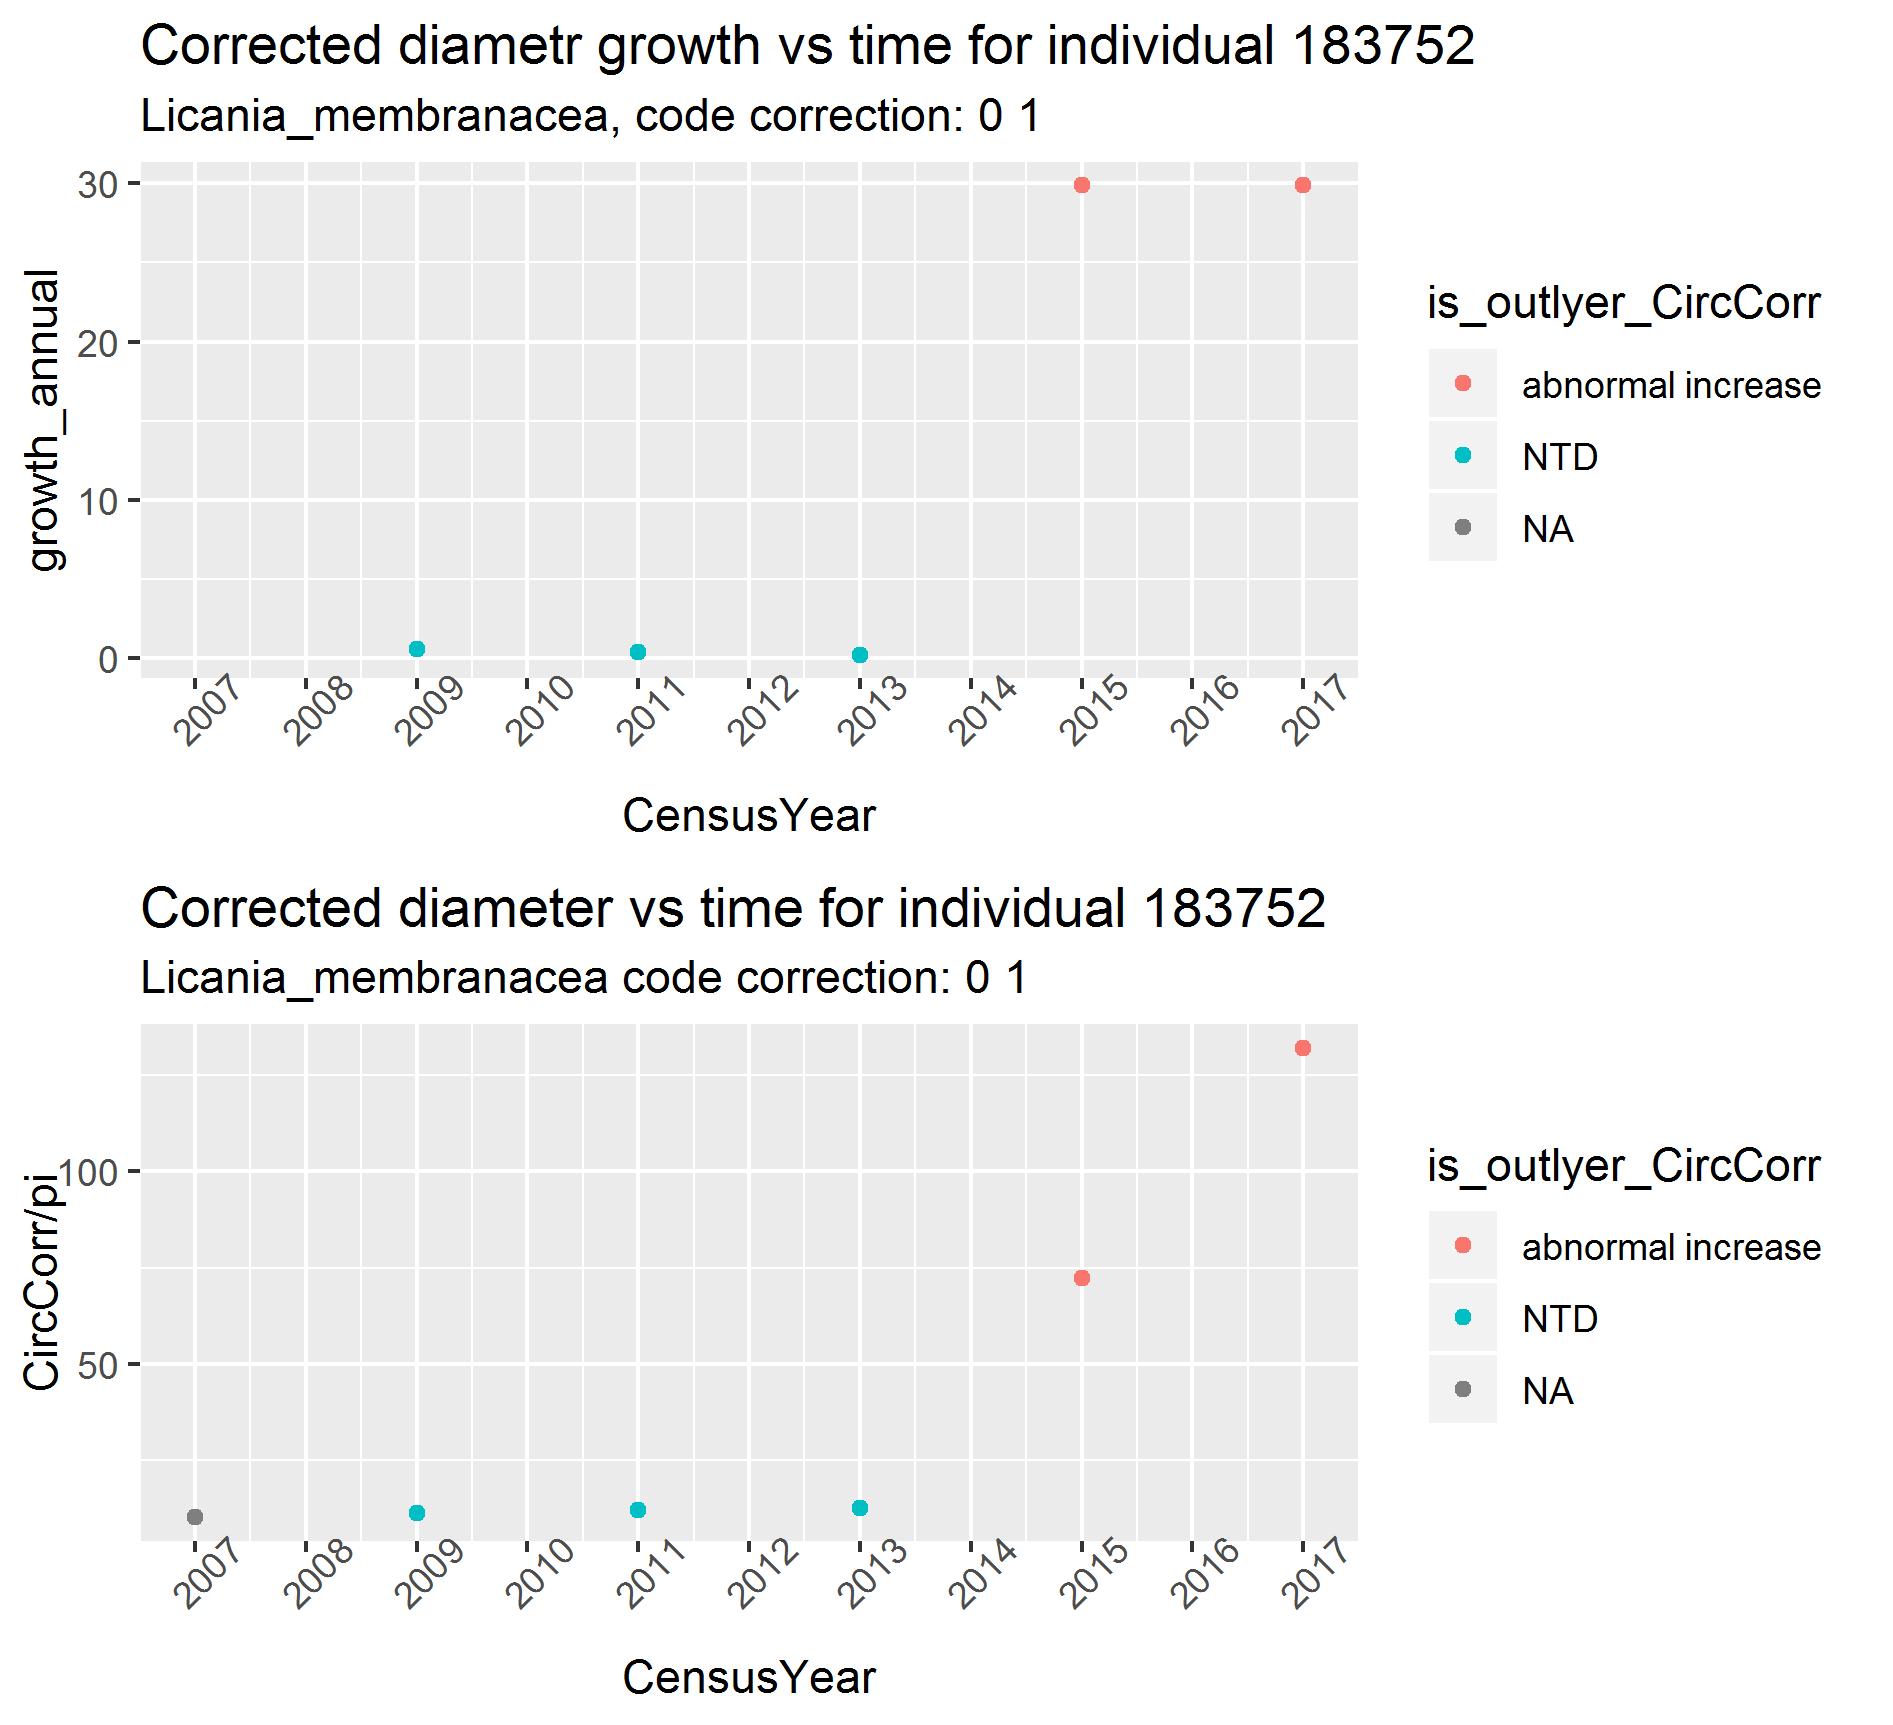 Corrected diametr growth vs time for individual 183752
Licania_membranacea, code correction: 0 1
growth_annual
30
20
10
0
2007
2008
2009
2010
2011
2012
2013
2014
2015
2016
2017
CensusYear
is_outlyer_CircCorr
abnormal increase
NTD
NA
Corrected diameter vs time for individual 183752
Licania_membranacea code correction: 0 1
CircCorr/pi
100
50
2007
2008
2009
2010
2011
2012
2013
2014
2015
2016
2017
CensusYear
is_outlyer_CircCorr
abnormal increase
NTD
NA